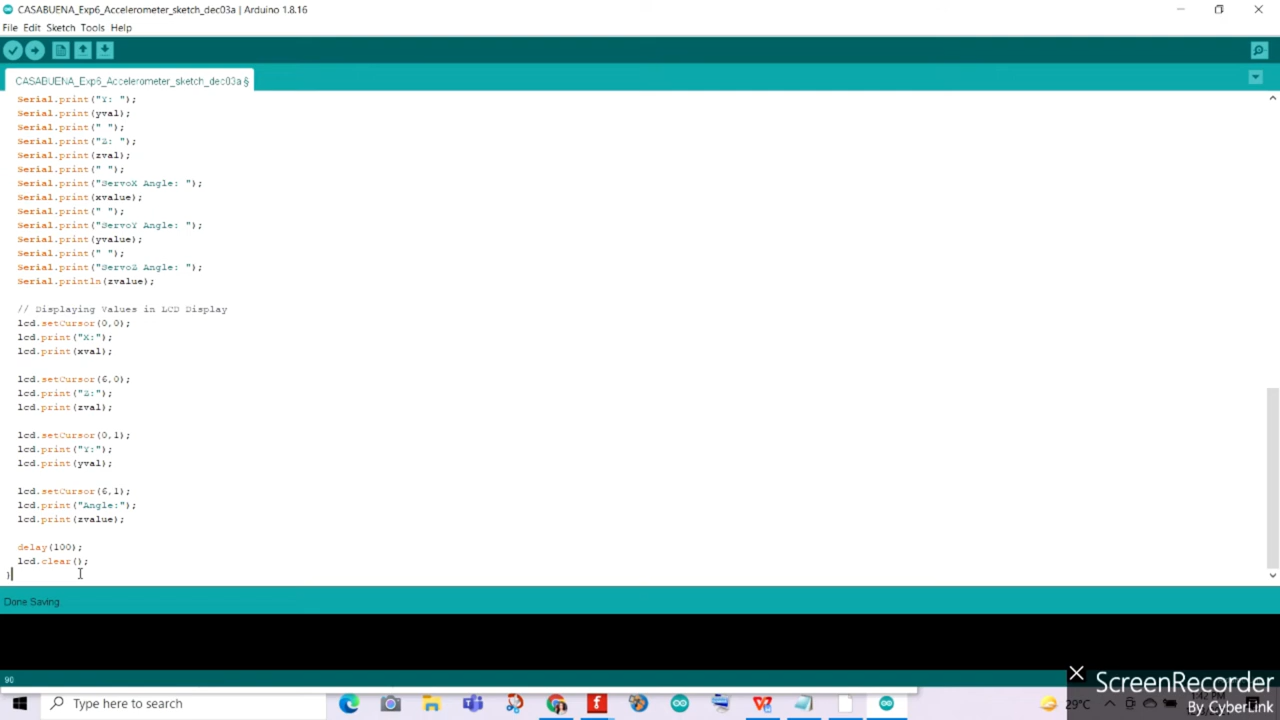 CASABUENA_Exp6_Accelerometer_sketch_dec03a | Arduino 1.8.16
File Edit Sketch Tools Help
CASABUENA_Exp6_Accelerometer_sketch_dec03a §
Serial.print("Y: ");
Serial.print(yval);
Serial.print(" ");
Serial.print("Z: ");
Serial.print(zval);
Serial.print(" ");
Serial.print("ServoX Angle: ");
Serial.print(xvalue);
Serial.print(" ");
Serial.print("ServoY Angle: ");
Serial.print(yvalue);
Serial.print(" ");
Serial.print("ServoZ Angle: ");
Serial.println(zvalue);
// Displaying Values in LCD Display
lcd.setCursor(0,0);
lcd.print("X:");
lcd.print(xval);
lcd.setCursor(6,0);
lcd.print("Z:");
lcd.print(zval);
lcd.setCursor(0,1);
lcd.print("Y:");
lcd.print(yval);
lcd.setCursor(6,1);
lcd.print("Angle:");
lcd.print(zvalue);
delay(100);
lcd.clear();
}
Done Saving.
90
Type here to search
29°C
ScreenRecorder
By CyberLink